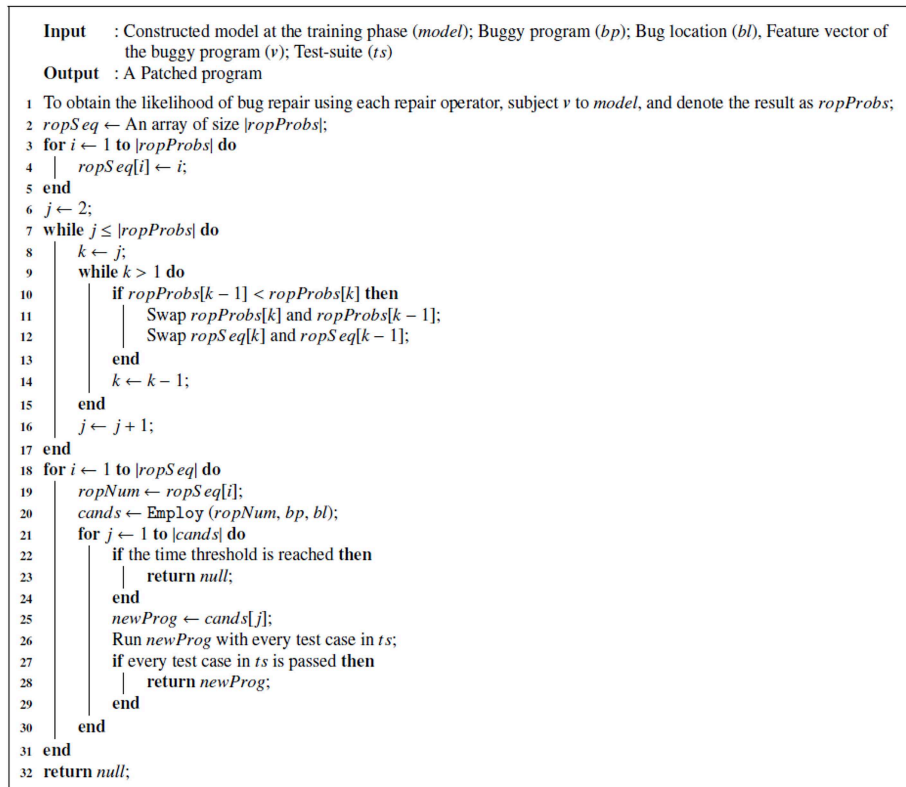 Input : Constructed model at the training phase (model); Buggy program (bp); Bug location (bl), Feature vector of
the buggy program (v); Test-suite (ts)
Output : A Patched program
1 To obtain the likelihood of bug repair using each repair operator, subject v to model, and denote the result as ropProbs;
2 ropSeq ← An array of size |ropProbs|;
3 for i ← 1 to |ropProbs| do
4 ropSeq[i] ← i;
5 end
6 j ← 2;
7 while j ≤ |ropProbs| do
8 k ← j;
9 while k > 1 do
10 if ropProbs[k − 1] < ropProbs[k] then
11 Swap ropProbs[k] and ropProbs[k − 1];
12 Swap ropSeq[k] and ropSeq[k − 1];
13 end
14 k ← k − 1;
15 end
16 j ← j + 1;
17 end
18 for i ← 1 to |ropSeq| do
19 ropNum ← ropSeq[i];
20 cands ← Employ (ropNum, bp, bl);
21 for j ← 1 to |cands| do
22 if the time threshold is reached then
23 return null;
24 end
25 newProg ← cands[j];
26 Run newProg with every test case in ts;
27 if every test case in ts is passed then
28 return newProg;
29 end
30 end
31 end
32 return null;